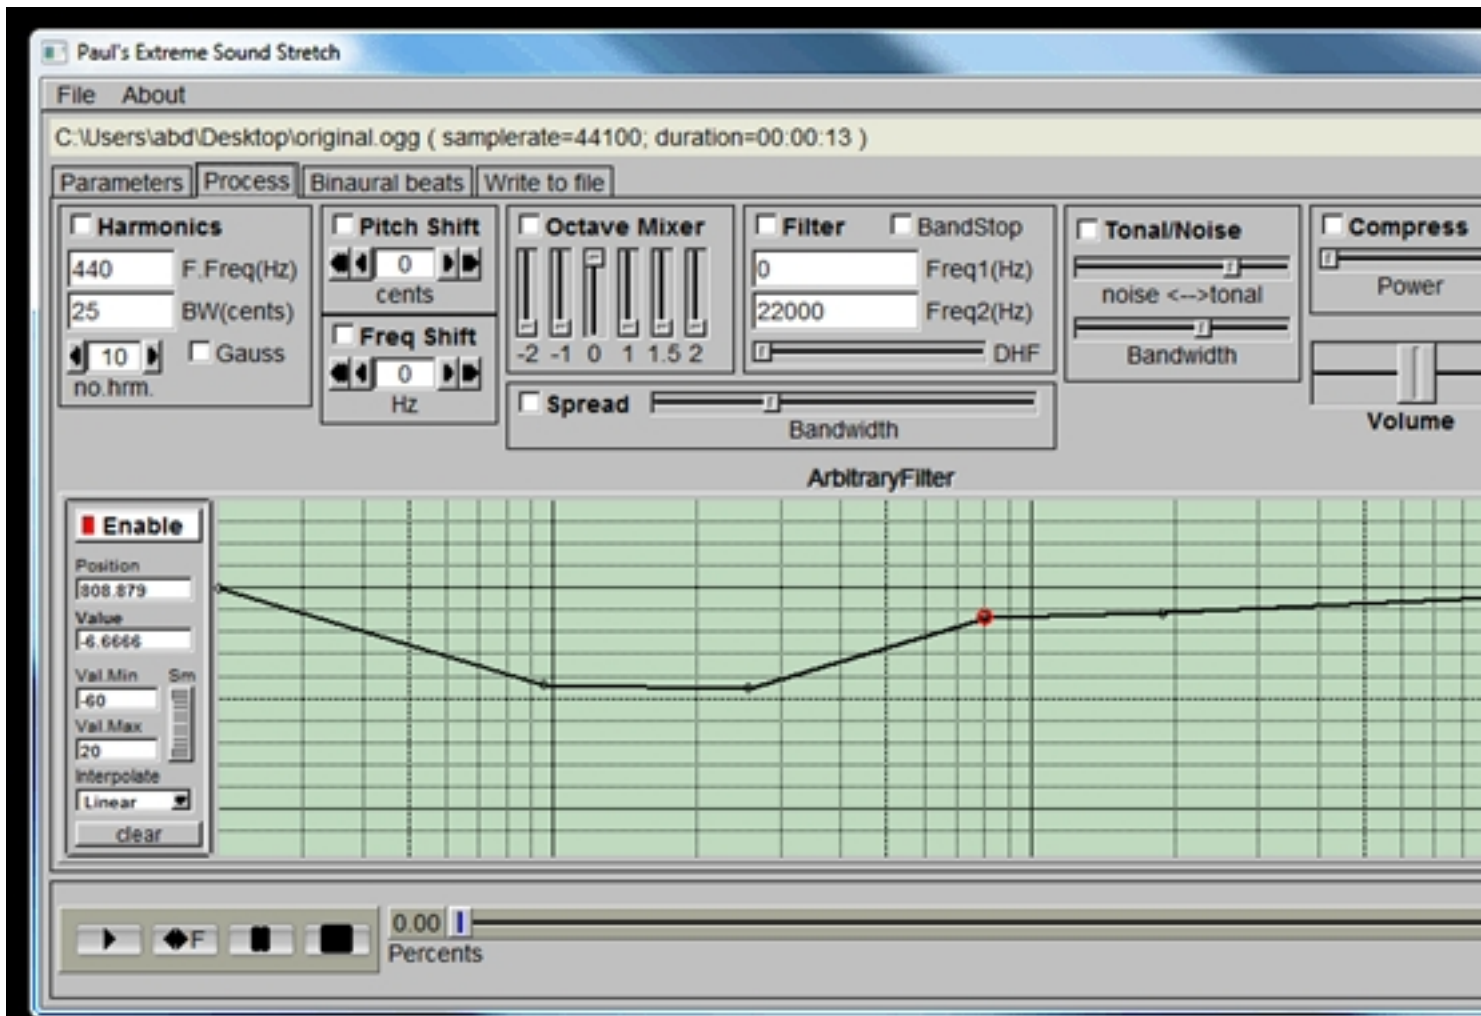 Paul's Extreme Sound Stretch
File About
C:\Users\abd\Desktop\original.ogg ( samplerate=44100; duration=00:00:13 )
Parameters Process Binaural beats Write to file
Harmonics
440 F.Freq(Hz)
25 BW(cents)
10 Gauss
no.hrm.
Pitch Shift
0
cents
Freq Shift
0
Hz
Octave Mixer
-2 -1 0 1 1.5 2
Filter BandStop
0 Freq1(Hz)
22000 Freq2(Hz)
DHF
Spread
Bandwidth
Tonal/Noise
noise <-->tonal
Bandwidth
Compress
Power
Volume
ArbitraryFilter
Enable
Position
808.879
Value
-6.6666
Val.Min Sm
-60
Val.Max
20
Interpolate
Linear
clear
F
0.00
Percents